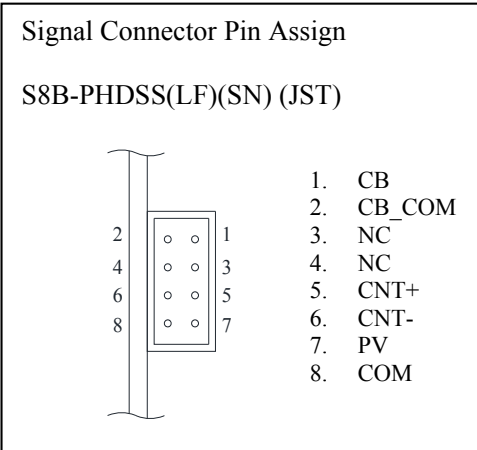 Signal Connector Pin Assign
S8B-PHDSS(LF)(SN) (JST)
2 1
4 3
6 5
8 7
1. CB
2. CB_COM
3. NC
4. NC
5. CNT+
6. CNT-
7. PV
8. COM